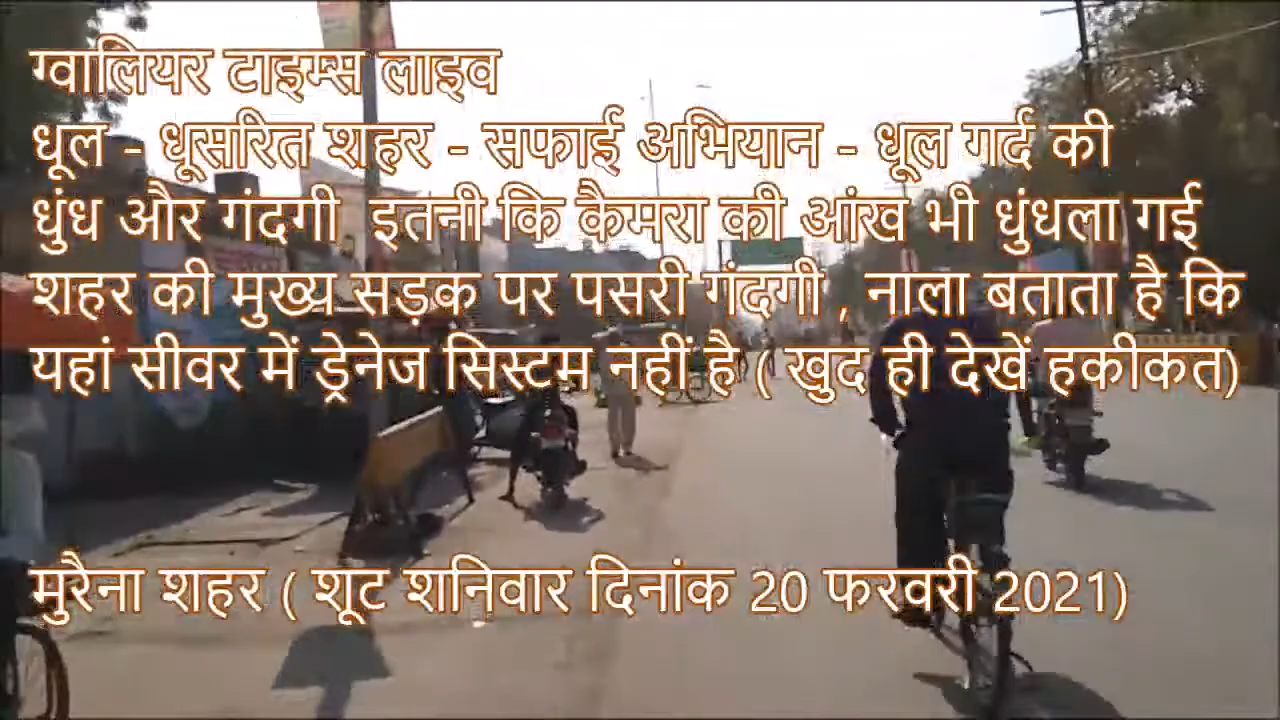 ग्वालियर टाइम्स लाइव
धूल - धूसरित शहर - सफाई अभियान - धूल गर्द की
धुंध और गंदगी इतनी कि कैमरा की आंख भी धुंधला गई
शहर की मुख्य सड़क पर पसरी गंदगी , नाला बताता है कि
यहां सीवर में ड्रेनेज सिस्टम नहीं है ( खुद ही देखें हकीकत)
मुरैना शहर ( शूट शनिवार दिनांक 20 फरवरी 2021)